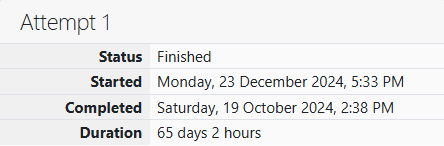 Attempt 1
Status Finished
Started Monday, 23 December 2024, 5:33 PM
Completed Saturday, 19 October 2024, 2:38 PM
Duration 65 days 2 hours